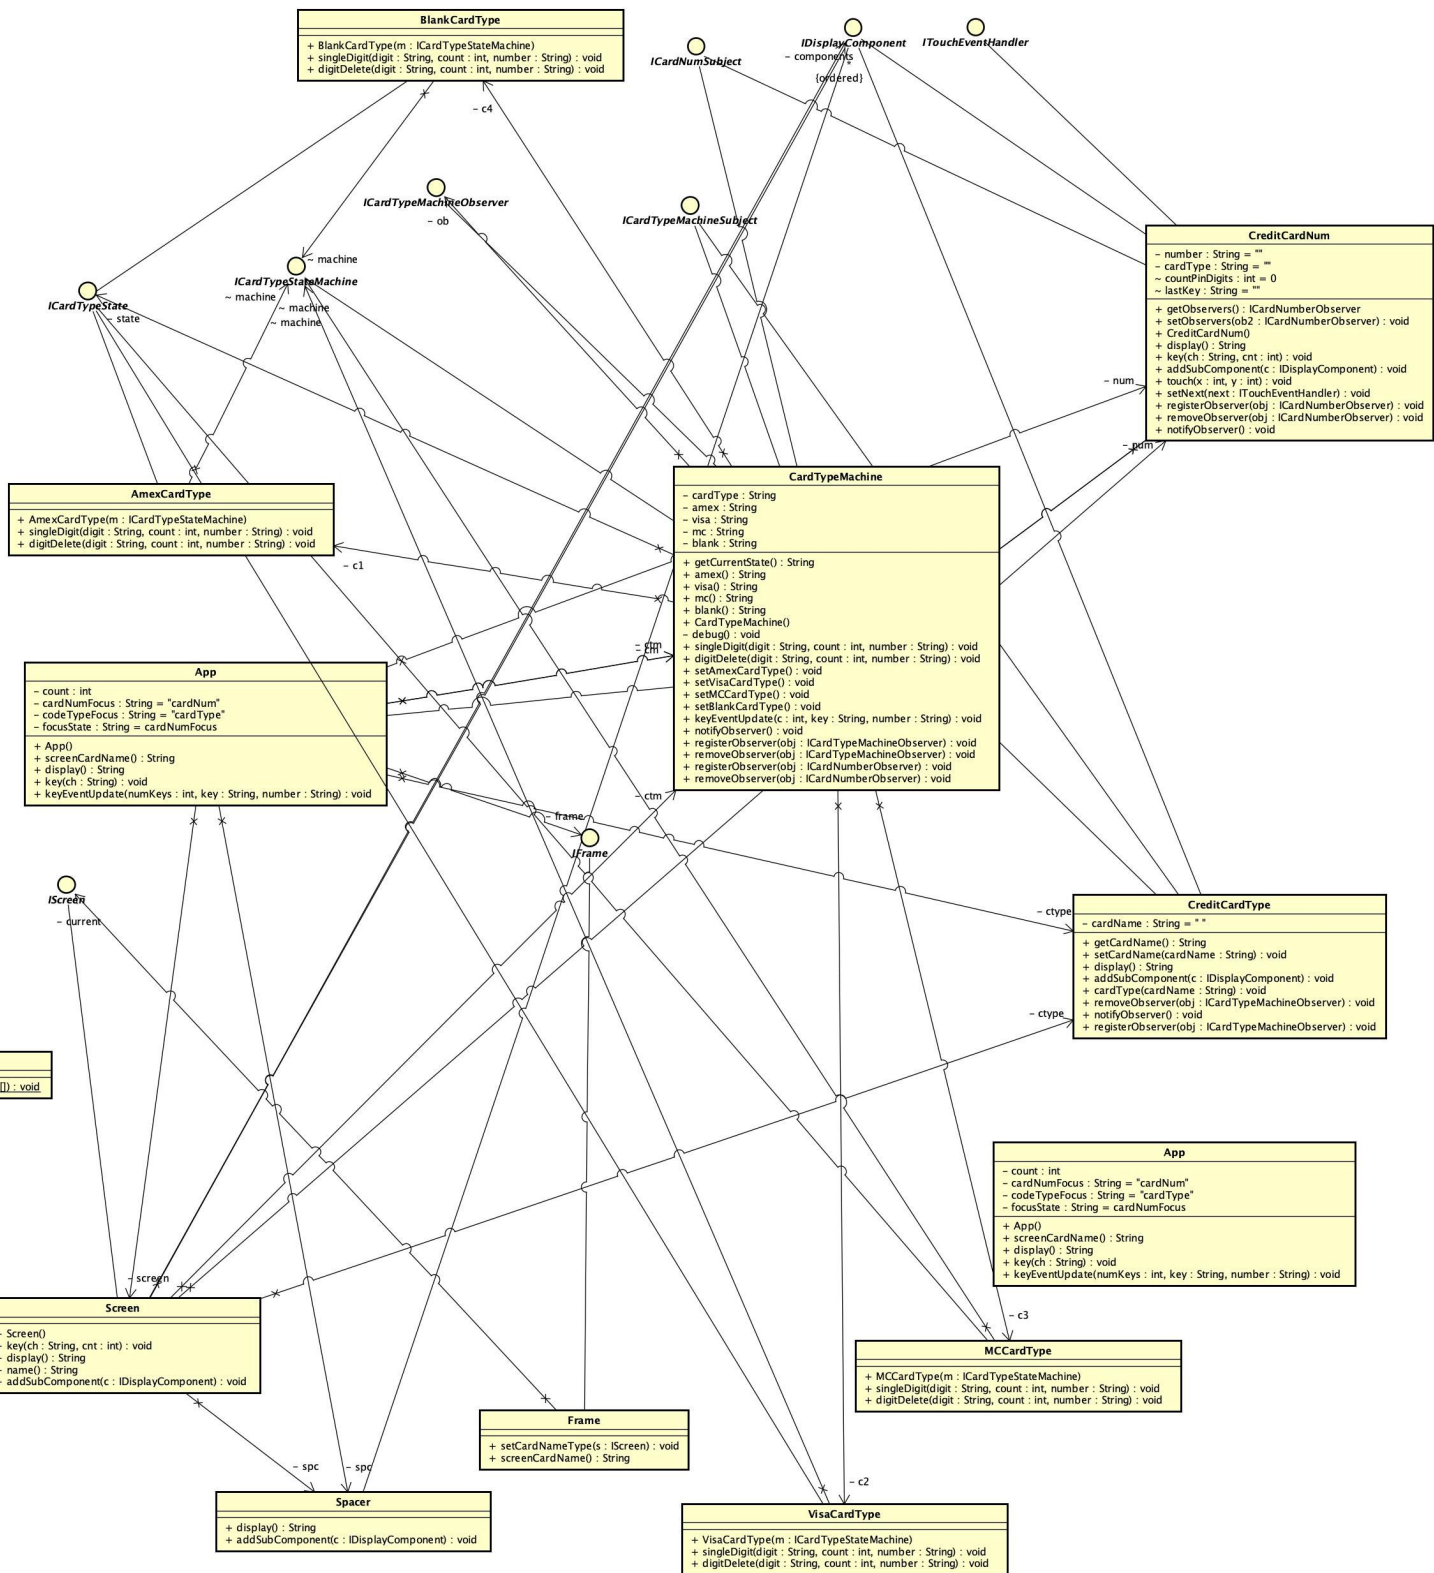 BlankCardType
+ BlankCardType(m : ICardTypeStateMachine)
+ singleDigit(digit : String, count : int, number : String) : void
+ digitDelete(digit : String, count : int, number : String) : void
– c4
ICardNumSubject
IDisplayComponent
– components
*
{ordered}
ITouchEventHandler
ICardTypeMachineObserver
– ob
ICardTypeMachineSubject
ICardTypeStateMachine
~ machine
~ machine
~ machine
~ machine
ICardTypeState
– state
CreditCardNum
– number : String = ""
– cardType : String = ""
~ countPinDigits : int = 0
~ lastKey : String = ""
+ getObservers() : ICardNumberObserver
+ setObservers(ob2 : ICardNumberObserver) : void
+ CreditCardNum()
+ display() : String
+ key(ch : String, cnt : int) : void
+ addSubComponent(c : IDisplayComponent) : void
+ touch(x : int, y : int) : void
+ setNext(next : ITouchEventHandler) : void
+ registerObserver(obj : ICardNumberObserver) : void
+ removeObserver(obj : ICardNumberObserver) : void
+ notifyObserver() : void
– num
– num
AmexCardType
+ AmexCardType(m : ICardTypeStateMachine)
+ singleDigit(digit : String, count : int, number : String) : void
+ digitDelete(digit : String, count : int, number : String) : void
– c1
CardTypeMachine
– cardType : String
– amex : String
– visa : String
– mc : String
– blank : String
+ getCurrentState() : String
+ amex() : String
+ visa() : String
+ mc() : String
+ blank() : String
+ CardTypeMachine()
– debug() : void
+ singleDigit(digit : String, count : int, number : String) : void
+ digitDelete(digit : String, count : int, number : String) : void
+ setAmexCardType() : void
+ setVisaCardType() : void
+ setMCCardType() : void
+ setBlankCardType() : void
+ keyEventUpdate(c : int, key : String, number : String) : void
+ notifyObserver() : void
+ registerObserver(obj : ICardTypeMachineObserver) : void
+ removeObserver(obj : ICardTypeMachineObserver) : void
+ registerObserver(obj : ICardNumberObserver) : void
+ removeObserver(obj : ICardNumberObserver) : void
– ctm
– ctm
App
– count : int
– cardNumFocus : String = "cardNum"
– codeTypeFocus : String = "cardType"
– focusState : String = cardNumFocus
+ App()
+ screenCardName() : String
+ display() : String
+ key(ch : String) : void
+ keyEventUpdate(numKeys : int, key : String, number : String) : void
– frame
IFrame
IScreen
– current
– ctype
CreditCardType
– cardName : String = " "
+ getCardName() : String
+ setCardName(cardName : String) : void
+ display() : String
+ addSubComponent(c : IDisplayComponent) : void
+ cardType(cardName : String) : void
+ removeObserver(obj : ICardTypeMachineObserver) : void
+ notifyObserver() : void
+ registerObserver(obj : ICardTypeMachineObserver) : void
– ctype
[]) : void
App
– count : int
– cardNumFocus : String = "cardNum"
– codeTypeFocus : String = "cardType"
– focusState : String = cardNumFocus
+ App()
+ screenCardName() : String
+ display() : String
+ key(ch : String) : void
+ keyEventUpdate(numKeys : int, key : String, number : String) : void
– screen
Screen
Screen()
key(ch : String, cnt : int) : void
display() : String
name() : String
addSubComponent(c : IDisplayComponent) : void
– c3
MCCardType
+ MCCardType(m : ICardTypeStateMachine)
+ singleDigit(digit : String, count : int, number : String) : void
+ digitDelete(digit : String, count : int, number : String) : void
Frame
+ setCardNameType(s : IScreen) : void
+ screenCardName() : String
– spc
– spc
Spacer
+ display() : String
+ addSubComponent(c : IDisplayComponent) : void
– c2
VisaCardType
+ VisaCardType(m : ICardTypeStateMachine)
+ singleDigit(digit : String, count : int, number : String) : void
+ digitDelete(digit : String, count : int, number : String) : void